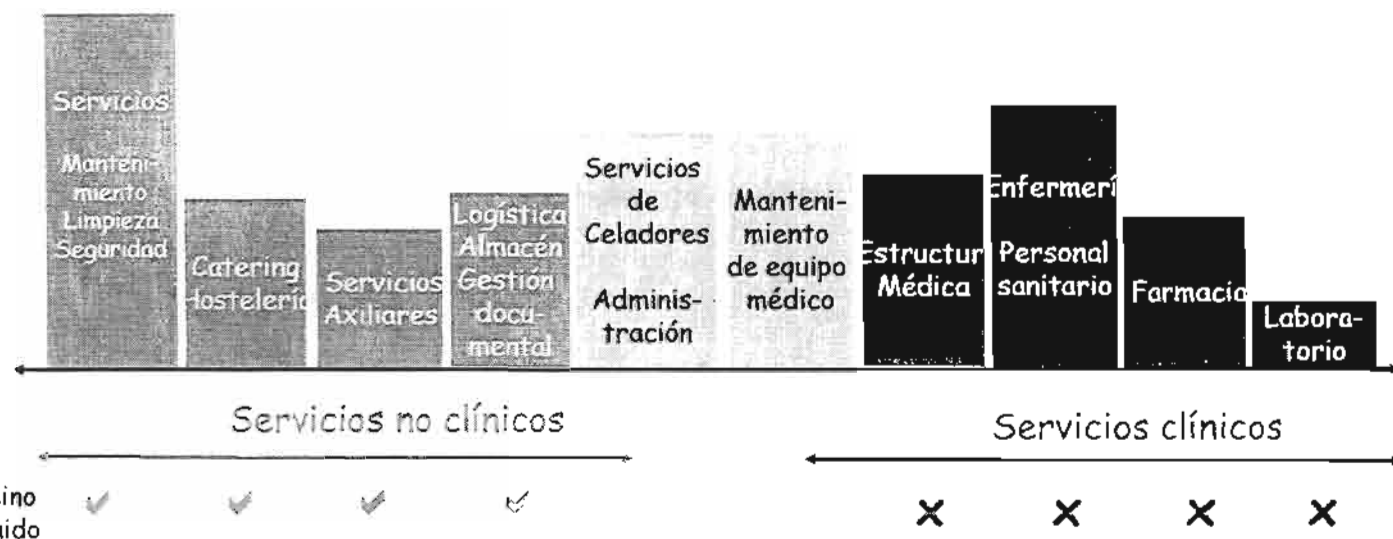 Servicios
Manteni-
miento
Limpieza
Seguridad
Catering
Hostelería
Servicios
Axiliares
Logística
Almacén
Gestión
docu-
mental
Servicios
de
Celadores
Adminis-
tración
Manteni-
miento
de equipo
médico
Estructur
Médica
Enfermerí
Personal
sanitario
Farmacia
Labora-
torio
Servicios no clínicos
Servicios clínicos
ino
uido